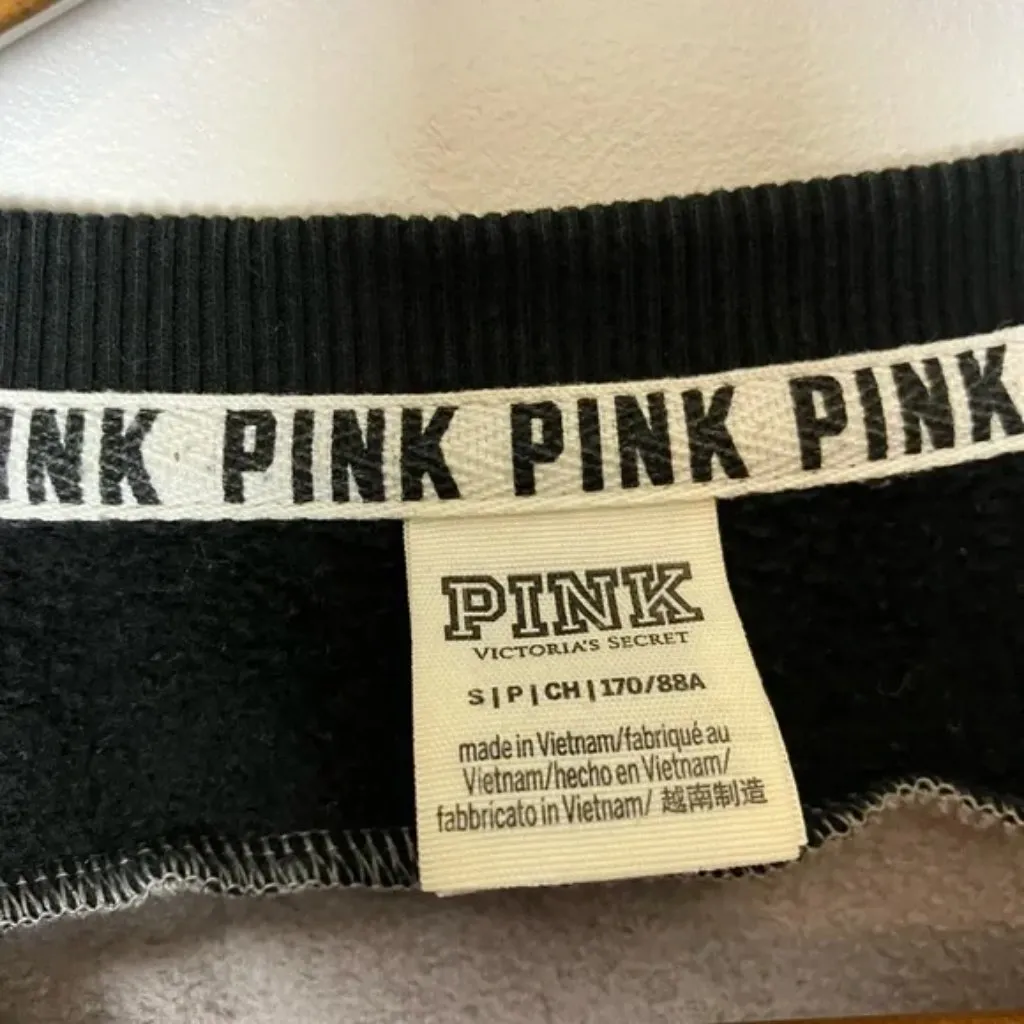 INK PINK PINK PINK
PINK
VICTORIA'S SECRET
S | P | CH | 170/88A
made in Vietnam/fabriqué au
Vietnam/hecho en Vietnam/
fabbricato in Vietnam/ 越南制造